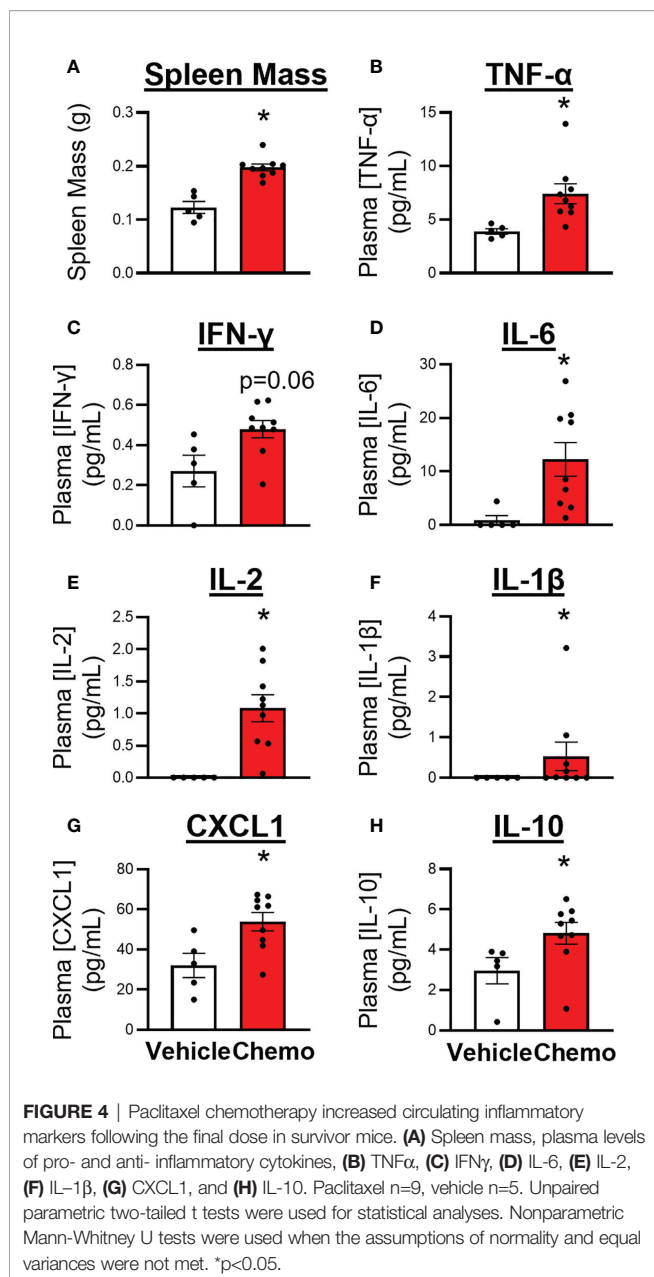 A
Spleen Mass
Spleen Mass (g)
0.3
0.2
0.1
0.0
*
B
TNF-α
Plasma [TNF-α]
(pg/mL)
15
10
5
0
*
C
IFN-γ
Plasma [IFN-γ]
(pg/mL)
0.8
0.6
0.4
0.2
0.0
p=0.06
D
IL-6
Plasma [IL-6]
(pg/mL)
30
20
10
0
*
E
IL-2
Plasma [IL-2]
(pg/mL)
2.5
2.0
1.5
1.0
0.5
0.0
*
F
IL-1β
Plasma [IL-1β]
(pg/mL)
4
3
2
1
0
*
G
CXCL1
Plasma [CXCL1]
(pg/mL)
80
60
40
20
0
*
Vehicle Chemo
H
IL-10
Plasma [IL-10]
(pg/mL)
8
6
4
2
0
*
Vehicle Chemo
FIGURE 4 | Paclitaxel chemotherapy increased circulating inflammatory
markers following the final dose in survivor mice. (A) Spleen mass, plasma levels
of pro- and anti- inflammatory cytokines, (B) TNFα, (C) IFNγ, (D) IL-6, (E) IL-2,
(F) IL–1β, (G) CXCL1, and (H) IL-10. Paclitaxel n=9, vehicle n=5. Unpaired
parametric two-tailed t tests were used for statistical analyses. Nonparametric
Mann-Whitney U tests were used when the assumptions of normality and equal
variances were not met. *p<0.05.